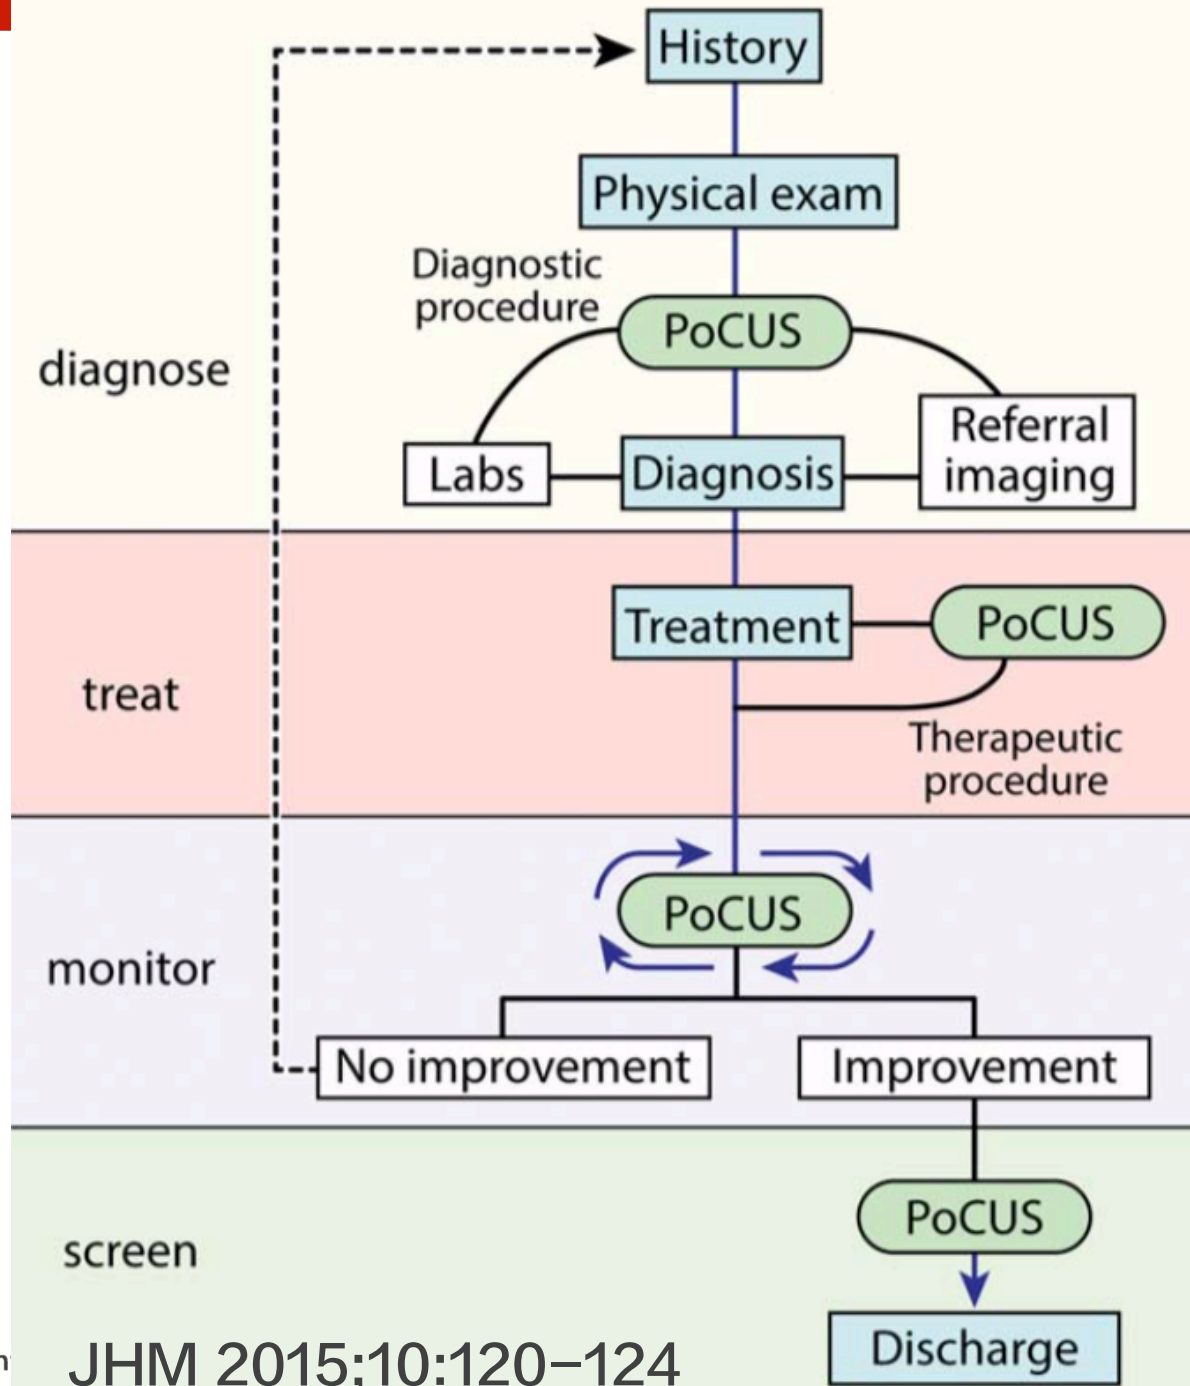 History
Physical exam
Diagnostic
procedure
PoCUS
diagnose
Referral
imaging
Labs
Diagnosis
Treatment
PoCUS
treat
Therapeutic
procedure
PoCUS
monitor
No improvement
Improvement
PoCUS
screen
Discharge
JHM 2015;10:120–124